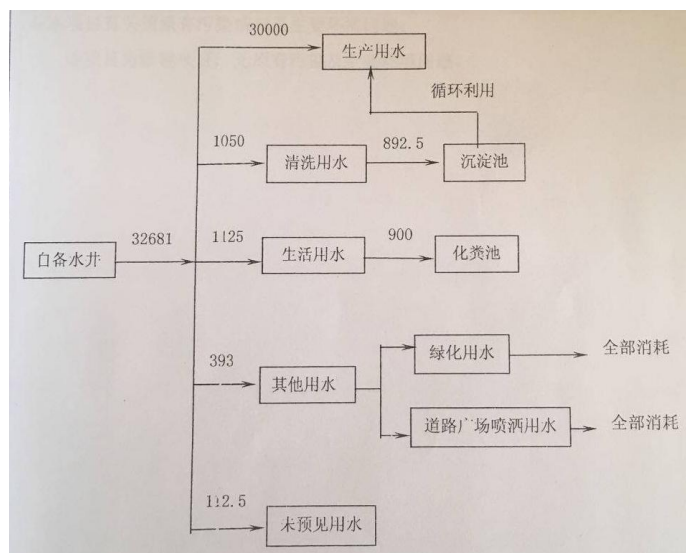 30000
生产用水
循环利用
1050
清洗用水
892.5
沉淀池
自备水井
32681
1125
生活用水
900
化粪池
393
其他用水
绿化用水
全部消耗
道路广场喷洒用水
全部消耗
112.5
未预见用水